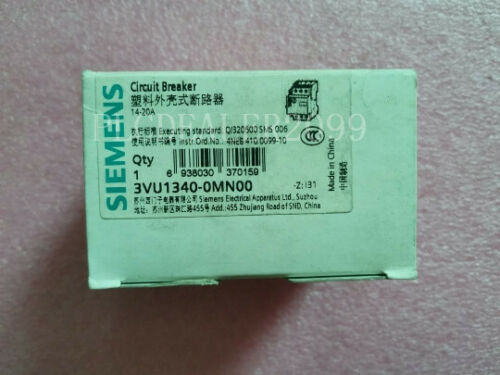 SIEMENS
Circuit Breaker
塑料外壳式断路器
14-20A
执行标准 Executing standard: Q/320500 SMS 006
使用说明书编号 Instr.Ord.No.: 4NEB 410 0099-10
Qty
1
6 938030 370159
3VU1340-0MN00
-Z: I31
苏州西门子电器有限公司 Siemens Electrical Apparatus Ltd., Suzhou
地址: 苏州新区珠江路455号 Add.:455 Zhujiang Road of SND, China
CCC
Made in China
中国制造